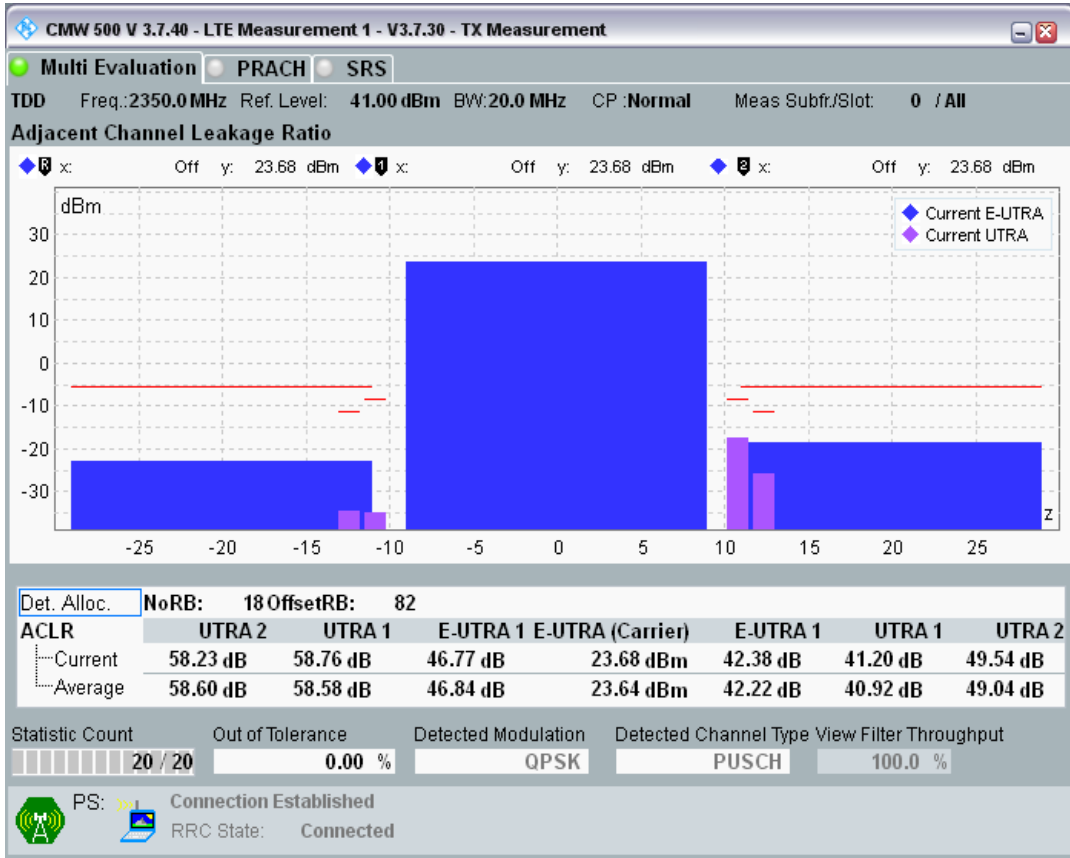 CMW 500 V 3.7.40 - LTE Measurement 1 - V3.7.30 - TX Measurement
Multi Evaluation PRACH SRS
TDD Freq.:2350.0 MHz Ref. Level: 41.00 dBm BW:20.0 MHz CP :Normal Meas Subfr./Slot: 0 / All
Adjacent Channel Leakage Ratio
R x: Off y: 23.68 dBm 1 x: Off y: 23.68 dBm 2 x: Off y: 23.68 dBm
dBm
Current E-UTRA
Current UTRA
30
20
10
0
-10
-20
-30
z
-25 -20 -15 -10 -5 0 5 10 15 20 25
Det. Alloc. NoRB: 18 OffsetRB: 82
ACLR UTRA 2 UTRA 1 E-UTRA 1 E-UTRA (Carrier) E-UTRA 1 UTRA 1 UTRA 2
Current 58.23 dB 58.76 dB 46.77 dB 23.68 dBm 42.38 dB 41.20 dB 49.54 dB
Average 58.60 dB 58.58 dB 46.84 dB 23.64 dBm 42.22 dB 40.92 dB 49.04 dB
Statistic Count Out of Tolerance Detected Modulation Detected Channel Type View Filter Throughput
20 / 20 0.00 % QPSK PUSCH 100.0 %
PS: Connection Established
RRC State: Connected